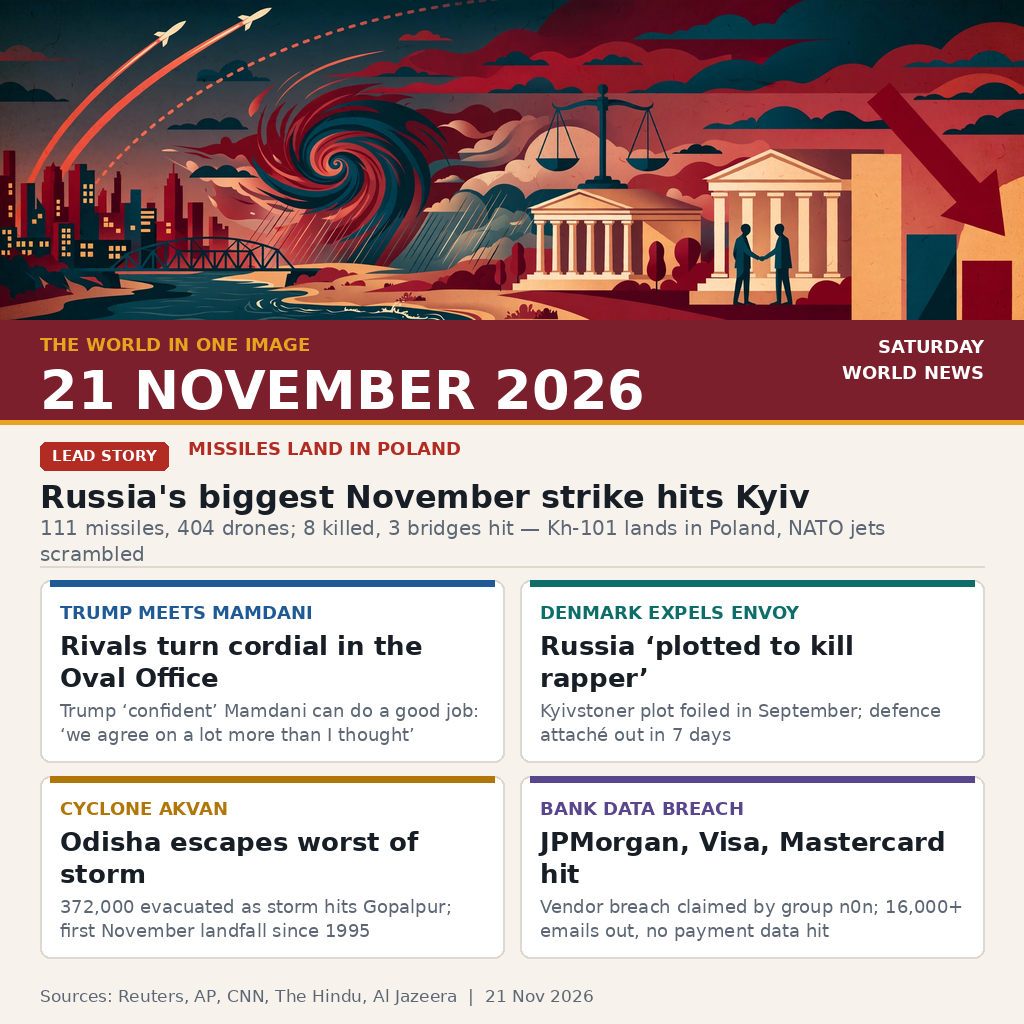 THE WORLD IN ONE IMAGE
21 NOVEMBER 2026
SATURDAY
WORLD NEWS
LEAD STORY
MISSILES LAND IN POLAND
Russia's biggest November strike hits Kyiv
111 missiles, 404 drones; 8 killed, 3 bridges hit — Kh-101 lands in Poland, NATO jets
scrambled
TRUMP MEETS MAMDANI
Rivals turn cordial in the
Oval Office
Trump ‘confident’ Mamdani can do a good job:
‘we agree on a lot more than I thought’
DENMARK EXPELS ENVOY
Russia ‘plotted to kill
rapper’
Kyivstoner plot foiled in September; defence
attaché out in 7 days
CYCLONE AKVAN
Odisha escapes worst of
storm
372,000 evacuated as storm hits Gopalpur;
first November landfall since 1995
BANK DATA BREACH
JPMorgan, Visa, Mastercard
hit
Vendor breach claimed by group n0n; 16,000+
emails out, no payment data hit
Sources: Reuters, AP, CNN, The Hindu, Al Jazeera | 21 Nov 2026